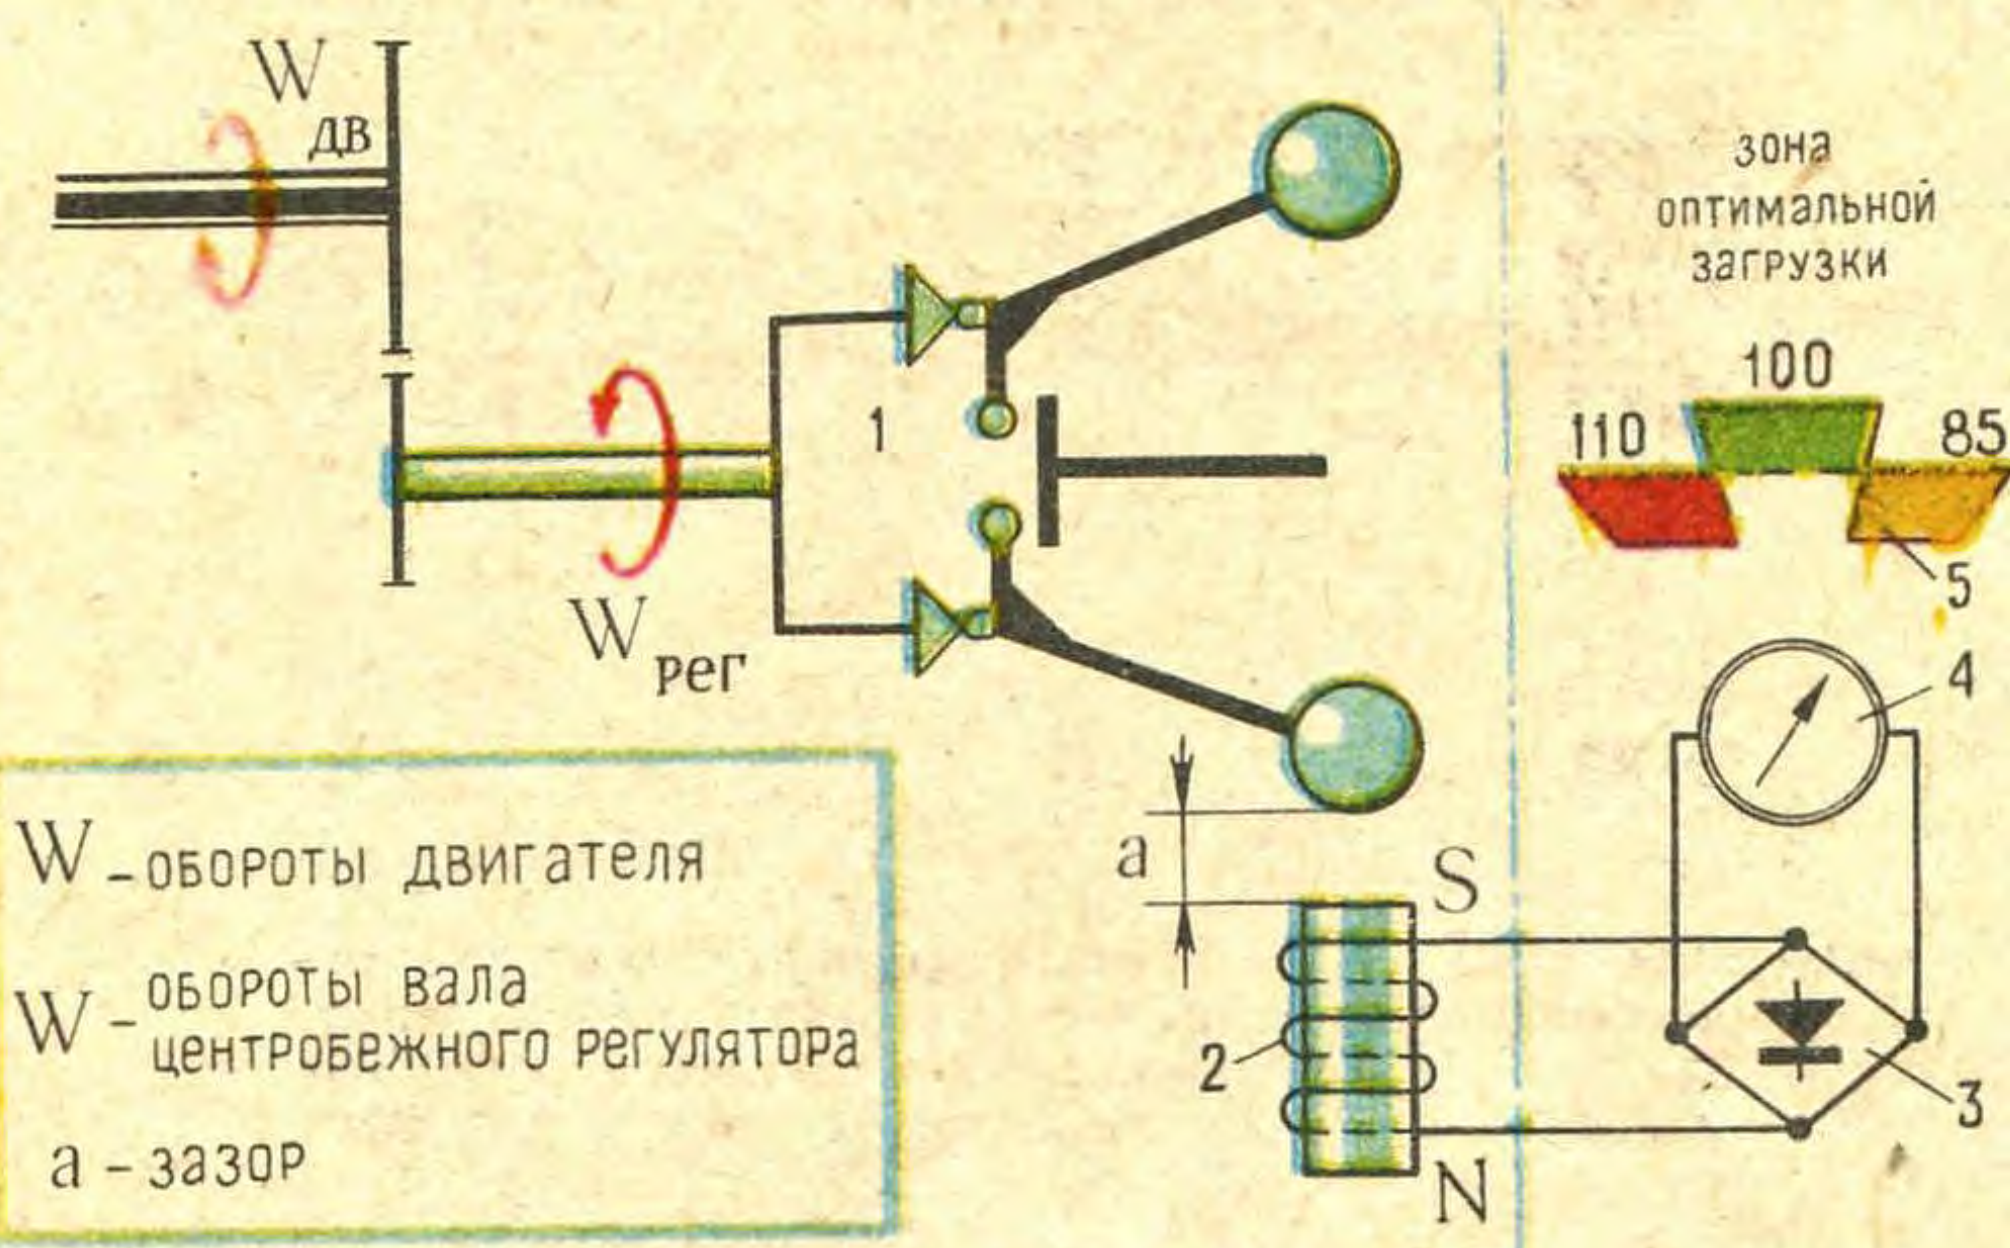 W
ДВ
1
W
рег
зона
оптимальной
загрузки
100
110
85
5
4
a
S
2
3
N
W - обороты двигателя
W - обороты вала
центробежного регулятора
a - зазор